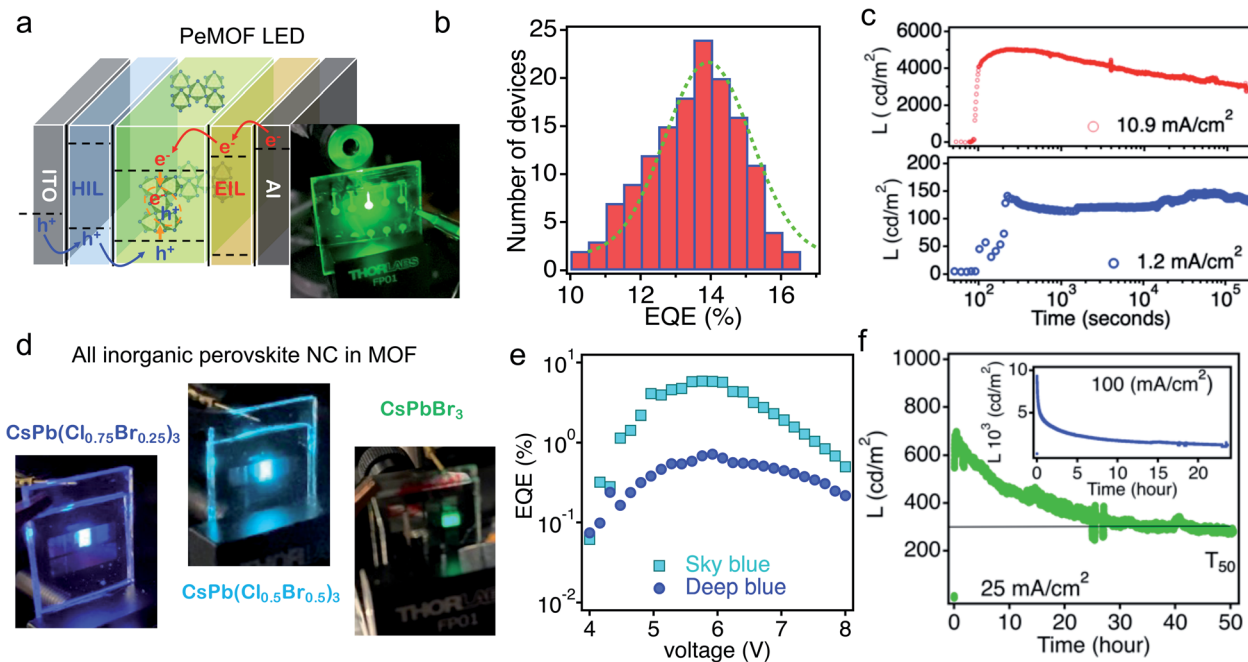 a
PeMOF LED
ITO
HIL
EIL
Al
e-
e-
e-
e-
h+
h+
h+
h+
THORLABS
FP01
b
Number of devices
25
20
15
10
5
0
10
12
14
16
EQE (%)
c
L (cd/m²)
6000
4000
2000
0
10.9 mA/cm²
L (cd/m²)
200
150
100
50
0
1.2 mA/cm²
10²
10³
10⁴
10⁵
Time (seconds)
d
All inorganic perovskite NC in MOF
CsPb(Cl0.75Br0.25)3
CsPb(Cl0.5Br0.5)3
CsPbBr3
e
EQE (%)
10¹
10⁰
10⁻¹
10⁻²
Sky blue
Deep blue
4
5
6
7
8
voltage (V)
f
L (cd/m²)
1000
800
600
400
200
0
10
20
30
40
50
Time (hour)
25 mA/cm²
T50
L 10³ (cd/m²)
10
5
100 (mA/cm²)
0
5
10
15
20
Time (hour)